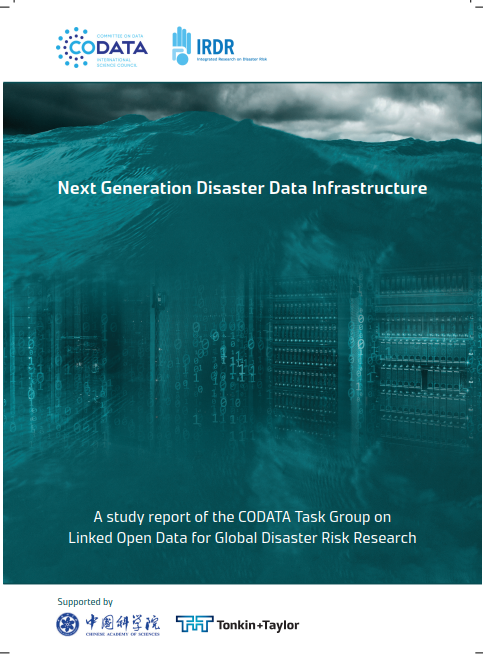 COMMITTEE ON DATA
CODATA
INTERNATIONAL
SCIENCE COUNCIL
IRDR
Integrated Research on Disaster Risk
Next Generation Disaster Data Infrastructure
A study report of the CODATA Task Group on
Linked Open Data for Global Disaster Risk Research
Supported by
中国科学院
CHINESE ACADEMY OF SCIENCES
Tonkin+Taylor